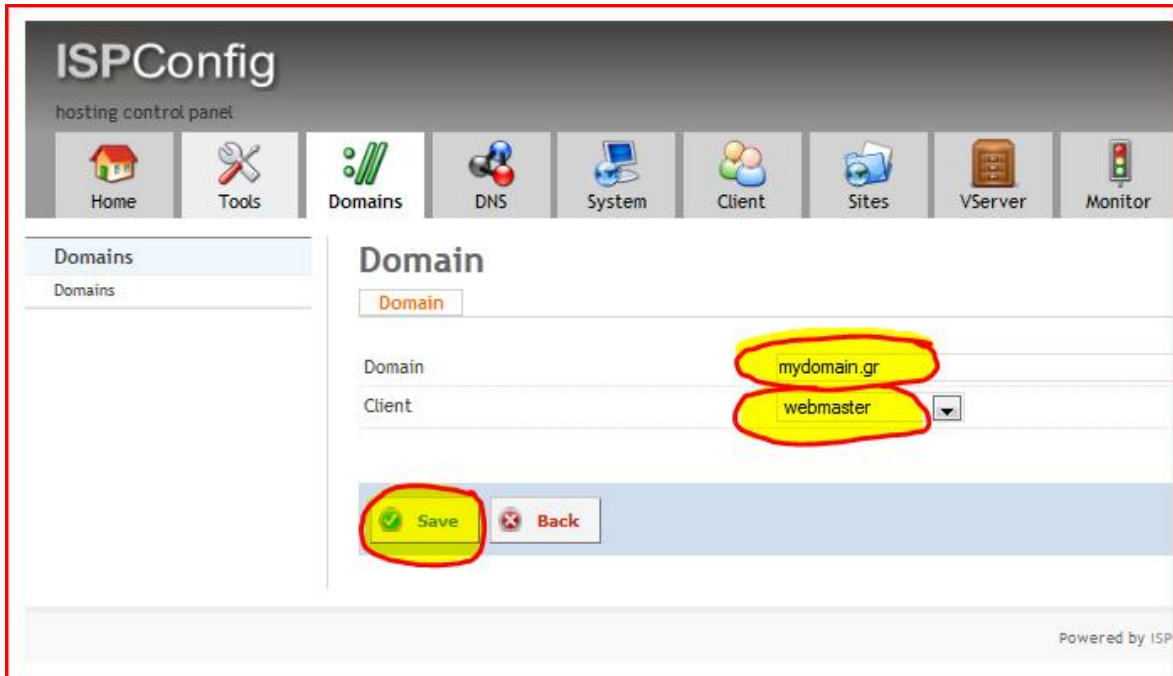 ISPConfig
hosting control panel
Home Tools Domains DNS System Client Sites VServer Monitor
Domains
Domains
Domain
Domain
Domain mydomain.gr
Client webmaster
Save Back
Powered by ISP